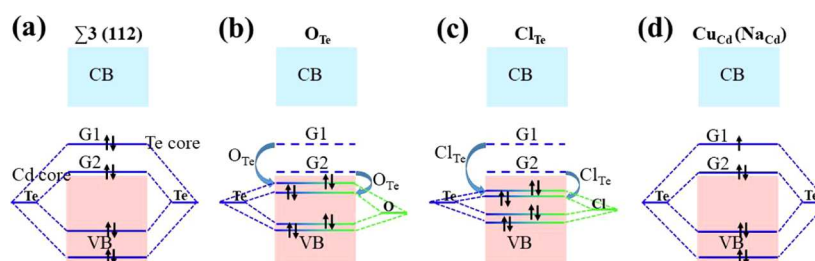 (a) ∑3 (112)
CB
G1
Te core
G2
Cd core
Te
Te
VB
(b) O_Te
CB
G1
O_Te
G2
O_Te
Te
O
VB
(c) Cl_Te
CB
G1
Cl_Te
G2
Cl_Te
Te
Cl
VB
(d) Cu_Cd (Na_Cd)
CB
G1
G2
Te
Te
VB